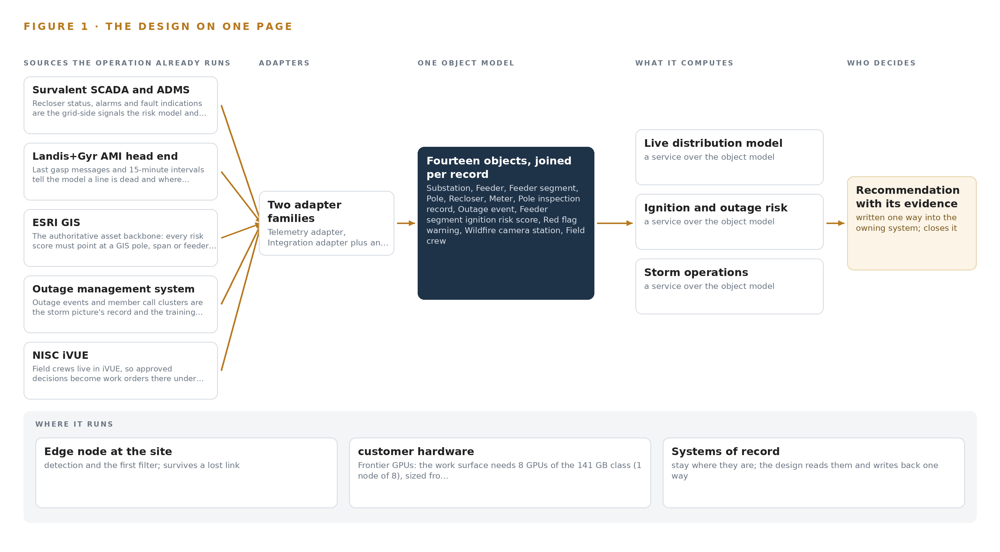 FIGURE 1 · THE DESIGN ON ONE PAGE
SOURCES THE OPERATION ALREADY RUNS
Survalent SCADA and ADMS
Recloser status, alarms and fault indications
are the grid-side signals the risk model and…
Landis+Gyr AMI head end
Last gasp messages and 15-minute intervals
tell the model a line is dead and where…
ESRI GIS
The authoritative asset backbone: every risk
score must point at a GIS pole, span or feeder…
Outage management system
Outage events and member call clusters are
the storm picture's record and the training…
NISC iVUE
Field crews live in iVUE, so approved
decisions become work orders there under…
ADAPTERS
Two adapter
families
Telemetry adapter,
Integration adapter plus an…
ONE OBJECT MODEL
Fourteen objects, joined
per record
Substation, Feeder, Feeder segment,
Pole, Recloser, Meter, Pole inspection
record, Outage event, Feeder
segment ignition risk score, Red flag
warning, Wildfire camera station, Field
crew
WHAT IT COMPUTES
Live distribution model
a service over the object model
Ignition and outage risk
a service over the object model
Storm operations
a service over the object model
WHO DECIDES
Recommendation
with its evidence
written one way into the
owning system; closes it
WHERE IT RUNS
Edge node at the site
detection and the first filter; survives a lost link
customer hardware
Frontier GPUs: the work surface needs 8 GPUs of the 141 GB class (1
node of 8), sized fro…
Systems of record
stay where they are; the design reads them and writes back one
way